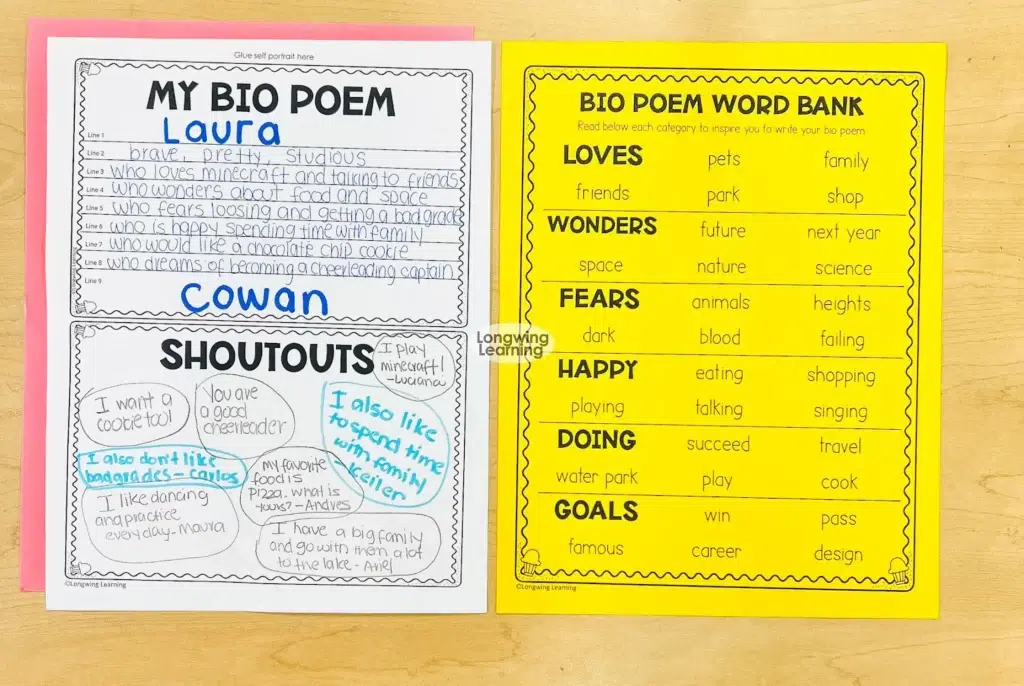 Glue self portrait here
MY BIO POEM
Line 1
Laura
Line 2 brave, pretty, studious
Line 3 who loves minecraft and talking to friends
Line 4 who wonders about food and space
Line 5 who fears loosing and getting a bad grade
Line 6 who is happy spending time with family
Line 7 who would like a chocolate chip cookie
Line 8 who dreams of becoming a cheerleading captain
Line 9
Cowan
SHOUTOUTS
I play
minecraft!
-Luciana
I want a
cookie too!
You are
a good
cheerleader
I also like
to spend time
with family
- Keiler
I also don't like
bad grades - Carlos
My favorite
food is
pizza. what is
yours? - Andres
I like dancing
and practice
everyday - Maura
I have a big family
and go with them a lot
to the lake - Ariel
©Longwing Learning
Longwing
Learning
BIO POEM WORD BANK
Read below each category to inspire you to write your bio poem
LOVES pets family
friends park shop
WONDERS future next year
space nature science
FEARS animals heights
dark blood failing
HAPPY eating shopping
playing talking singing
DOING succeed travel
water park play cook
GOALS win pass
famous career design
©Longwing Learning